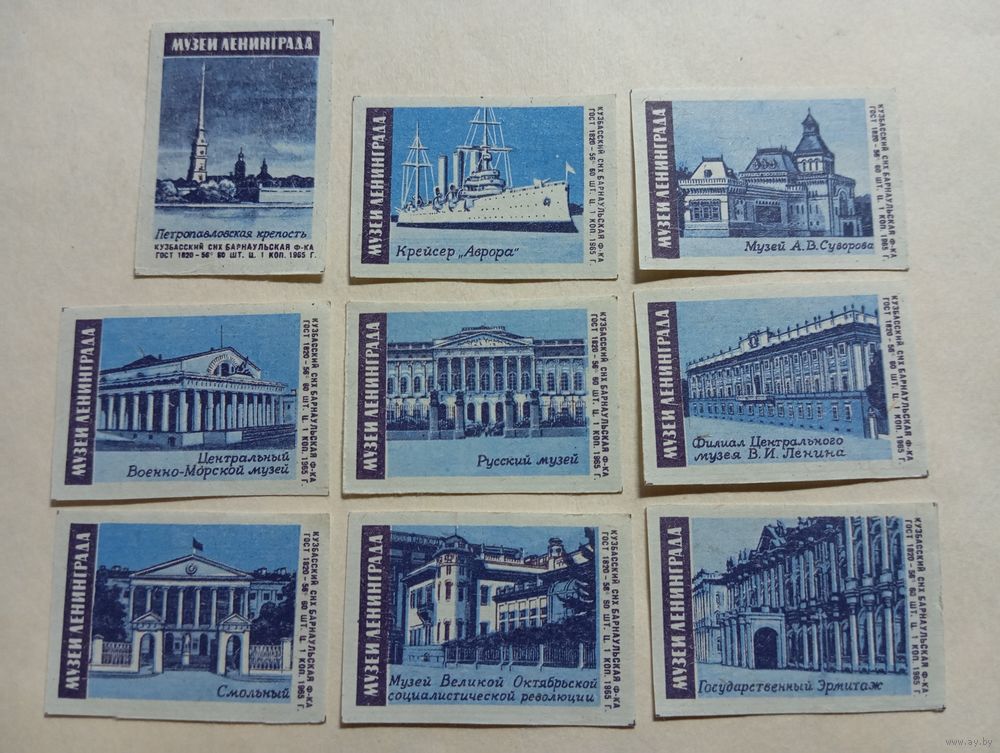 МУЗЕИ ЛЕНИНГРАДА
Петропавловская крепость
КУЗБАССКИЙ СНХ БАРНАУЛЬСКАЯ Ф-КА
ГОСТ 1820-56° 60 ШТ. Ц. 1 КОП. 1965 Г.
МУЗЕИ ЛЕНИНГРАДА
Крейсер „Аврора"
КУЗБАССКИЙ СНХ БАРНАУЛЬСКАЯ Ф-КА
ГОСТ 1820-56° 60 ШТ. Ц. 1 КОП. 1965 Г.
МУЗЕИ ЛЕНИНГРАДА
Музей А.В.Суворова
КУЗБАССКИЙ СНХ БАРНАУЛЬСКАЯ Ф-КА
ГОСТ 1820-56° 60 ШТ. Ц. 1 КОП. 1965 Г.
МУЗЕИ ЛЕНИНГРАДА
Центральный
Военно-Морской музей
КУЗБАССКИЙ СНХ БАРНАУЛЬСКАЯ Ф-КА
ГОСТ 1820-56° 60 ШТ. Ц. 1 КОП. 1965 Г.
МУЗЕИ ЛЕНИНГРАДА
Русский музей
КУЗБАССКИЙ СНХ БАРНАУЛЬСКАЯ Ф-КА
ГОСТ 1820-56° 60 ШТ. Ц. 1 КОП. 1965 Г.
МУЗЕИ ЛЕНИНГРАДА
Филиал Центрального
музея В.И.Ленина
КУЗБАССКИЙ СНХ БАРНАУЛЬСКАЯ Ф-КА
ГОСТ 1820-56° 60 ШТ. Ц. 1 КОП. 1965 Г.
МУЗЕИ ЛЕНИНГРАДА
Смольный
КУЗБАССКИЙ СНХ БАРНАУЛЬСКАЯ Ф-КА
ГОСТ 1820-56° 60 ШТ. Ц. 1 КОП. 1965 Г.
МУЗЕИ ЛЕНИНГРАДА
Музей Великой Октябрьской
социалистической революции
КУЗБАССКИЙ СНХ БАРНАУЛЬСКАЯ Ф-КА
ГОСТ 1820-56° 60 ШТ. Ц. 1 КОП. 1965 Г.
МУЗЕИ ЛЕНИНГРАДА
Государственный Эрмитаж
КУЗБАССКИЙ СНХ БАРНАУЛЬСКАЯ Ф-КА
ГОСТ 1820-56° 60 ШТ. Ц. 1 КОП. 1965 Г.
www.ay.by